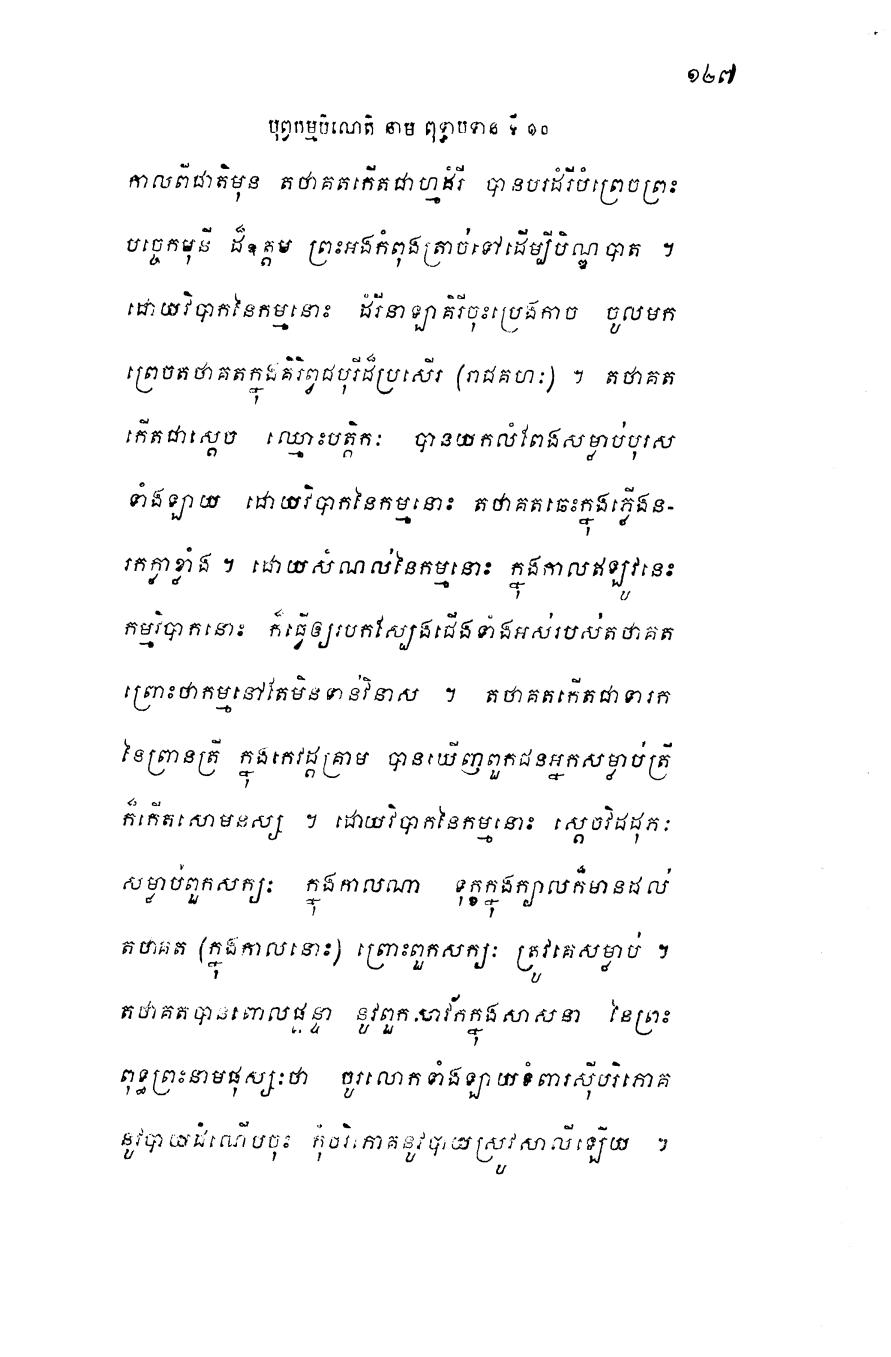 ១២៧
បុព្វកម្មបិលោតិ នាម ពុទ្ធាបទាន ទី ១០
កាលពីជាតិមុន តថាគតកើតជាហ្មដំរី បានបរដំរីបំព្រេចព្រះ
បច្ចេកមុនី ដ៏ឧត្តម ព្រះអង្គកំពុងត្រាច់ទៅដើម្បីបិណ្ឌបាត ។
ដោយវិបាកនៃកម្មនោះ ដំរីនាឡាគិរីចុះប្រេងកាច ចូលមក
ព្រេចតថាគតក្នុងគិរិព្វជបុរីដ៏ប្រសើរ (រាជគហៈ) ។ តថាគត
កើតជាស្តេច ឈ្មោះបត្តិកៈ បានយកលំពែងសម្លាប់បុរស
ទាំងឡាយ ដោយវិបាកនៃកម្មនោះ តថាគតឆេះក្នុងភ្លើងន-
រកក្លាខ្លាំង ។ ដោយសំណល់នៃកម្មនោះ ក្នុងកាលឥឡូវនេះ
កម្មវិបាកនោះ ក៏ធ្វើឲ្យរបកស្បែងជើងទាំងអស់របស់តថាគត
ព្រោះថាកម្មនៅតែមិនទាន់វិនាស ។ តថាគតកើតជាទារក
នៃព្រានត្រី ក្នុងកេវដ្តគ្រាម បានឃើញពួកជនអ្នកសម្លាប់ត្រី
ក៏កើតសោមនស្ស ។ ដោយវិបាកនៃកម្មនោះ ស្តេចវិដដុភៈ
សម្លាប់ពួកសក្យៈ ក្នុងកាលណា ទុក្ខក្នុងក្បាលក៏មានដល់
តថាគត (ក្នុងកាលនោះ) ព្រោះពួកសក្យៈ ត្រូវគេសម្លាប់ ។
តថាគតបានពោលផ្ដន្ទា នូវពួកសាវ័កក្នុងសាសនា នៃព្រះ
ពុទ្ធព្រះនាមផុស្សៈថា ចូរលោកទាំងឡាយទំពារស៊ីបរិភោគ
នូវបាយដំណើបចុះ កុំបរិភោគនូវបាយស្រូវសាលីឡើយ ។